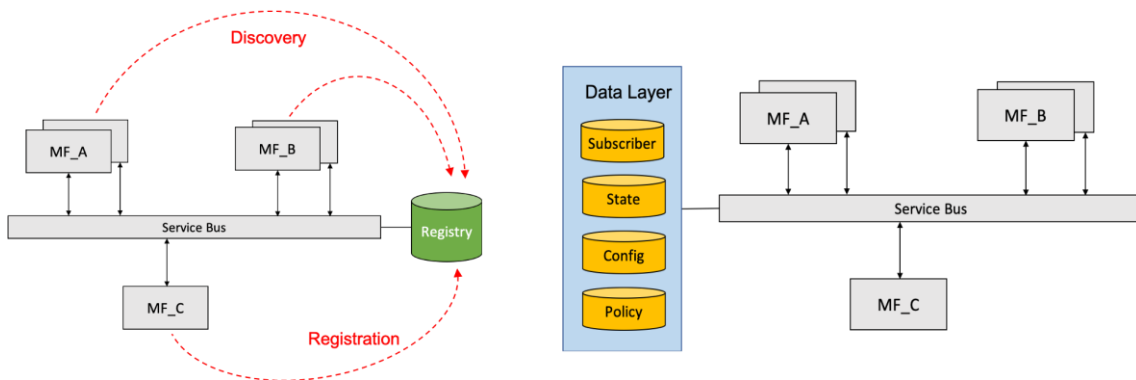 Discovery
MF_A
MF_B
Service Bus
Registry
MF_C
Registration
Data Layer
Subscriber
State
Config
Policy
MF_A
MF_B
Service Bus
MF_C